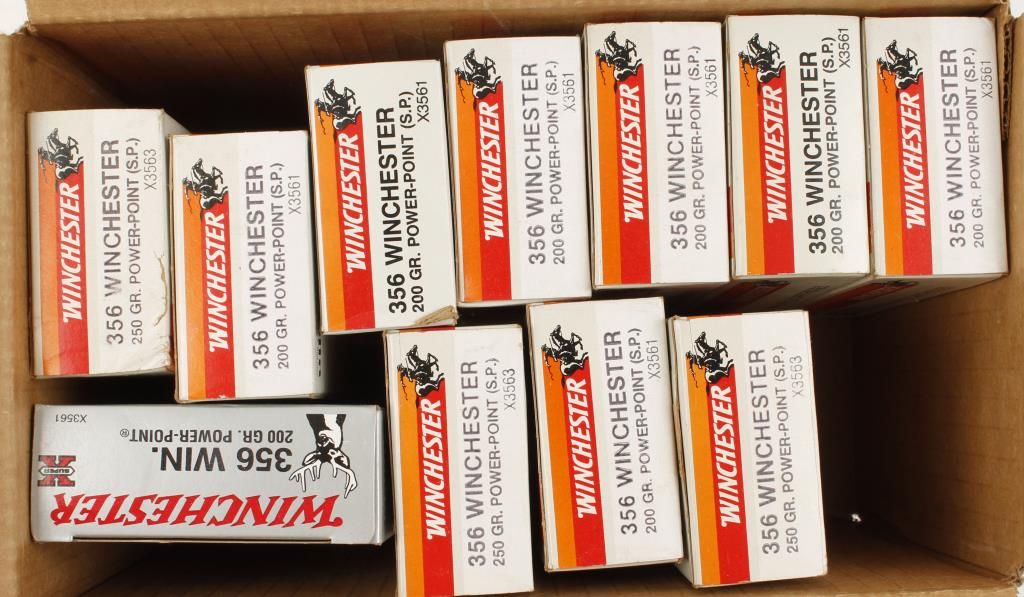 WINCHESTER
356 WINCHESTER
250 GR. POWER-POINT (S.P.)
X3563
WINCHESTER
356 WINCHESTER
200 GR. POWER-POINT (S.P.)
X3561
WINCHESTER
356 WINCHESTER
200 GR. POWER-POINT (S.P.)
X3561
WINCHESTER
356 WINCHESTER
200 GR. POWER-POINT (S.P.)
X3561
WINCHESTER
356 WINCHESTER
200 GR. POWER-POINT (S.P.)
X3561
WINCHESTER
356 WINCHESTER
200 GR. POWER-POINT (S.P.)
X3561
WINCHESTER
356 WINCHESTER
200 GR. POWER-POINT (S.P.)
X3561
WINCHESTER
SUPER X
356 WIN.
200 GR. POWER-POINT®
X3561
WINCHESTER
356 WINCHESTER
250 GR. POWER-POINT (S.P.)
X3563
WINCHESTER
356 WINCHESTER
200 GR. POWER-POINT (S.P.)
X3561
WINCHESTER
356 WINCHESTER
250 GR. POWER-POINT (S.P.)
X3563